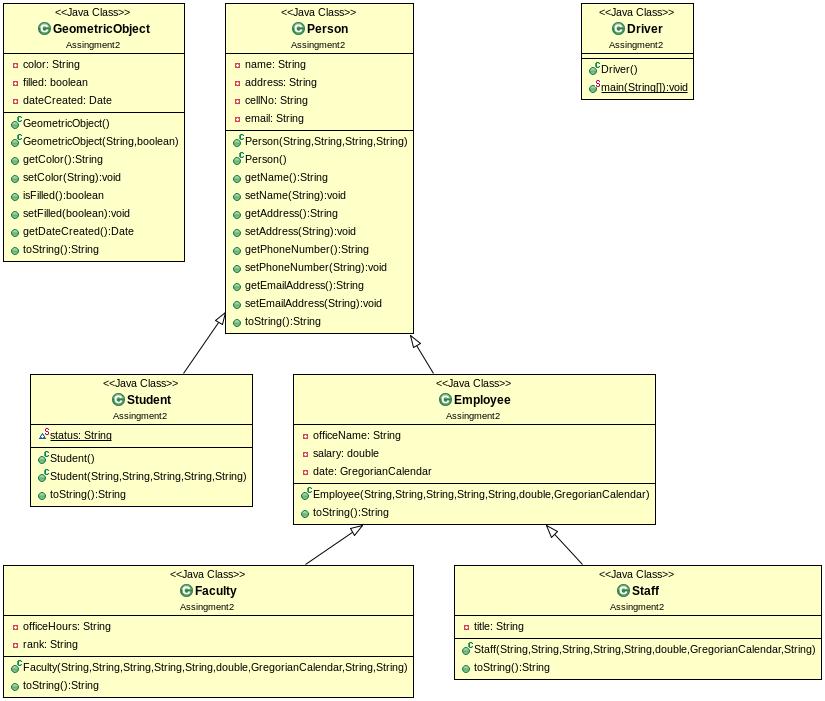 <<Java Class>>
GeometricObject
Assingment2
color: String
filled: boolean
dateCreated: Date
GeometricObject()
GeometricObject(String,boolean)
getColor():String
setColor(String):void
isFilled():boolean
setFilled(boolean):void
getDateCreated():Date
toString():String
<<Java Class>>
Person
Assingment2
name: String
address: String
cellNo: String
email: String
Person(String,String,String,String)
Person()
getName():String
setName(String):void
getAddress():String
setAddress(String):void
getPhoneNumber():String
setPhoneNumber(String):void
getEmailAddress():String
setEmailAddress(String):void
toString():String
<<Java Class>>
Driver
Assingment2
Driver()
main(String[]):void
<<Java Class>>
Student
Assingment2
status: String
Student()
Student(String,String,String,String,String)
toString():String
<<Java Class>>
Employee
Assingment2
officeName: String
salary: double
date: GregorianCalendar
Employee(String,String,String,String,String,double,GregorianCalendar)
toString():String
<<Java Class>>
Faculty
Assingment2
officeHours: String
rank: String
Faculty(String,String,String,String,String,double,GregorianCalendar,String,String)
toString():String
<<Java Class>>
Staff
Assingment2
title: String
Staff(String,String,String,String,String,double,GregorianCalendar,String)
toString():String